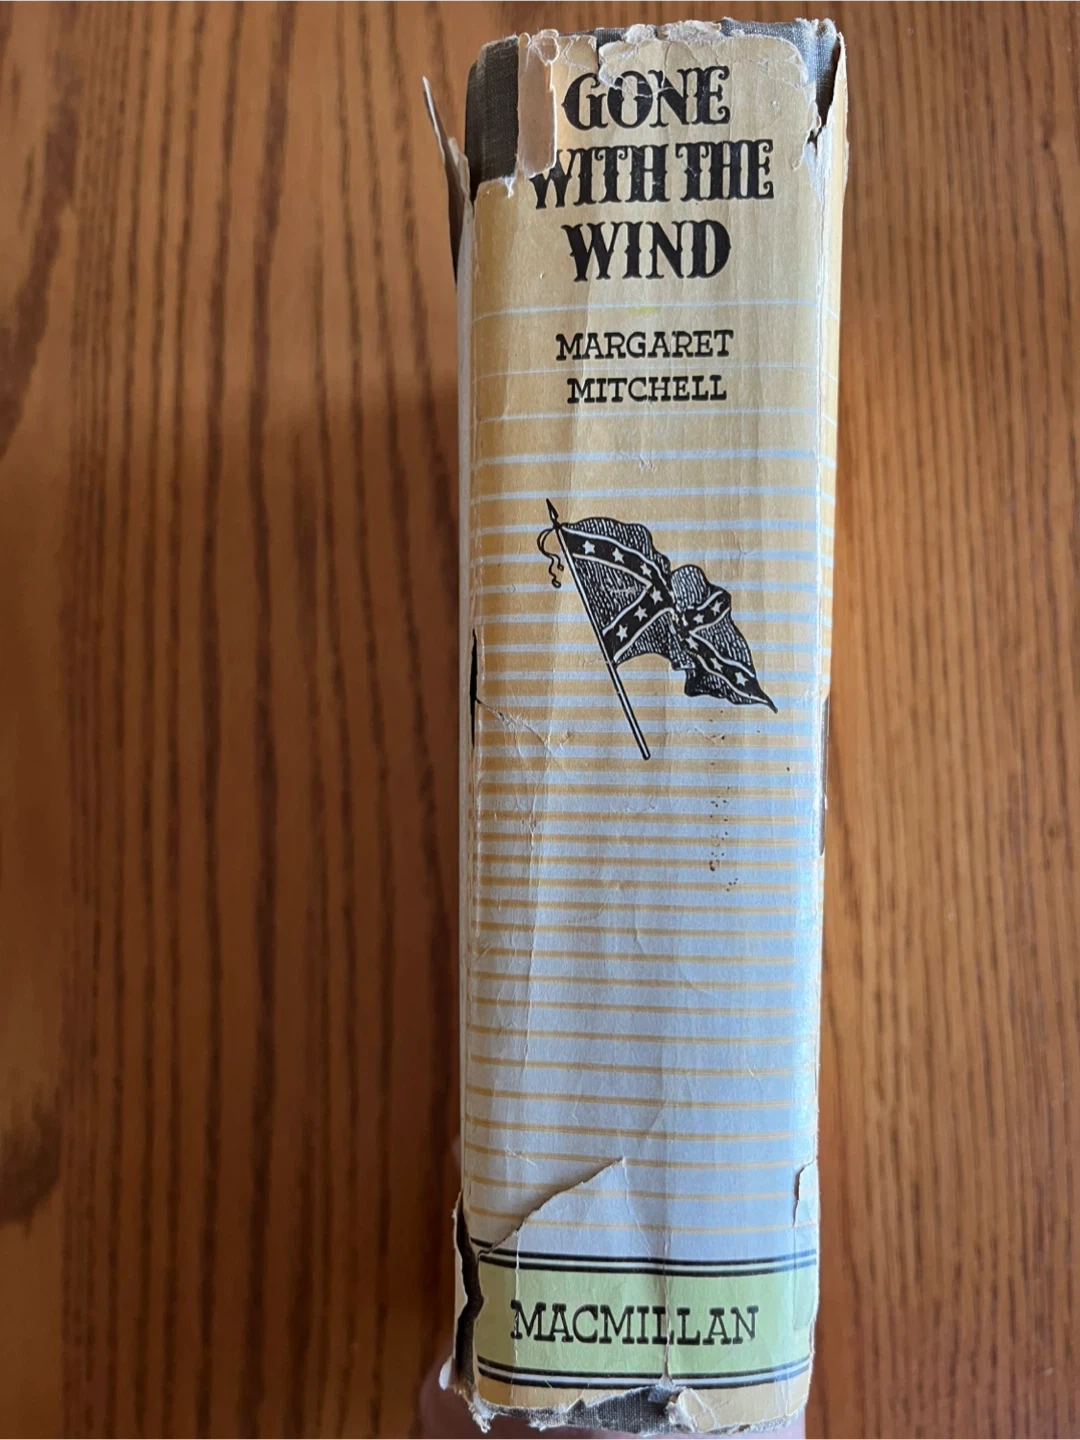 GONE
WITH THE
WIND
MARGARET
MITCHELL
MACMILLAN